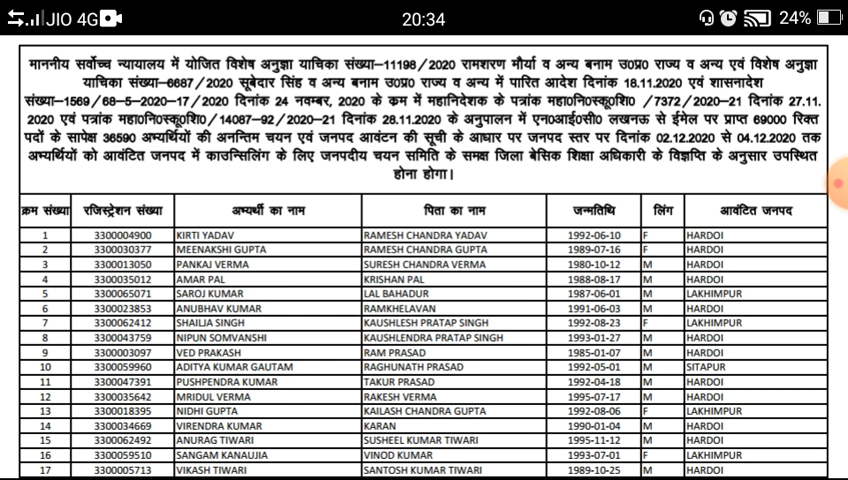 JIO 4G 20:34 24%
माननीय सर्वोच्च न्यायालय में योजित विशेष अनुज्ञा याचिका संख्या–11198/2020 रामशरण मौर्या व अन्य बनाम उ०प्र० राज्य व अन्य एवं विशेष अनुज्ञा
याचिका संख्या–6687/2020 सूबेदार सिंह व अन्य बनाम उ०प्र० राज्य व अन्य में पारित आदेश दिनांक 18.11.2020 एवं शासनादेश
संख्या–1569/68–5–2020–17/2020 दिनांक 24 नवम्बर, 2020 के क्रम में महानिदेशक के पत्रांक महा०नि०स्कू०शि० /7372/2020–21 दिनांक 27.11.
2020 एवं पत्रांक महा०नि०स्कू०शि०/14087–92/2020–21 दिनांक 28.11.2020 के अनुपालन में एन०आई०सी० लखनऊ से ईमेल पर प्राप्त 69000 रिक्त
पदों के सापेक्ष 36590 अभ्यर्थियों की अनन्तिम चयन एवं जनपद आवंटन की सूची के आधार पर जनपद स्तर पर दिनांक 02.12.2020 से 04.12.2020 तक
अभ्यर्थियों को आवंटित जनपद में काउन्सिलिंग के लिए जनपदीय चयन समिति के समक्ष जिला बेसिक शिक्षा अधिकारी के विज्ञप्ति के अनुसार उपस्थित
होना होगा।
क्रम संख्या रजिस्ट्रेशन संख्या अभ्यर्थी का नाम पिता का नाम जन्मतिथि लिंग आवंटित जनपद
1 3300004900 KIRTI YADAV RAMESH CHANDRA YADAV 1992-06-10 F HARDOI
2 3300030377 MEENAKSHI GUPTA RAMESH CHANDRA GUPTA 1989-07-16 F HARDOI
3 3300013050 PANKAJ VERMA SURESH CHANDRA VERMA 1980-10-12 M HARDOI
4 3300035012 AMAR PAL KRISHAN PAL 1988-08-17 M HARDOI
5 3300065071 SAROJ KUMAR LAL BAHADUR 1987-06-01 M LAKHIMPUR
6 3300023853 ANUBHAV KUMAR RAMKHELAVAN 1991-06-03 M HARDOI
7 3300062412 SHAILJA SINGH KAUSHLESH PRATAP SINGH 1992-08-23 F LAKHIMPUR
8 3300043759 NIPUN SOMVANSHI KAUSHLENDRA PRATAP SINGH 1993-01-27 M HARDOI
9 3300003097 VED PRAKASH RAM PRASAD 1985-01-07 M HARDOI
10 3300059960 ADITYA KUMAR GAUTAM RAGHUNATH PRASAD 1992-05-01 M SITAPUR
11 3300047391 PUSHPENDRA KUMAR TAKUR PRASAD 1992-04-18 M HARDOI
12 3300035642 MRIDUL VERMA RAKESH VERMA 1995-07-17 M HARDOI
13 3300018395 NIDHI GUPTA KAILASH CHANDRA GUPTA 1992-08-06 F LAKHIMPUR
14 3300034669 VIRENDRA KUMAR KARAN 1990-01-04 M HARDOI
15 3300062492 ANURAG TIWARI SUSHEEL KUMAR TIWARI 1995-11-12 M HARDOI
16 3300059510 SANGAM KANAUJIA VINOD KUMAR 1993-07-01 F LAKHIMPUR
17 3300005713 VIKASH TIWARI SANTOSH KUMAR TIWARI 1989-10-25 M HARDOI